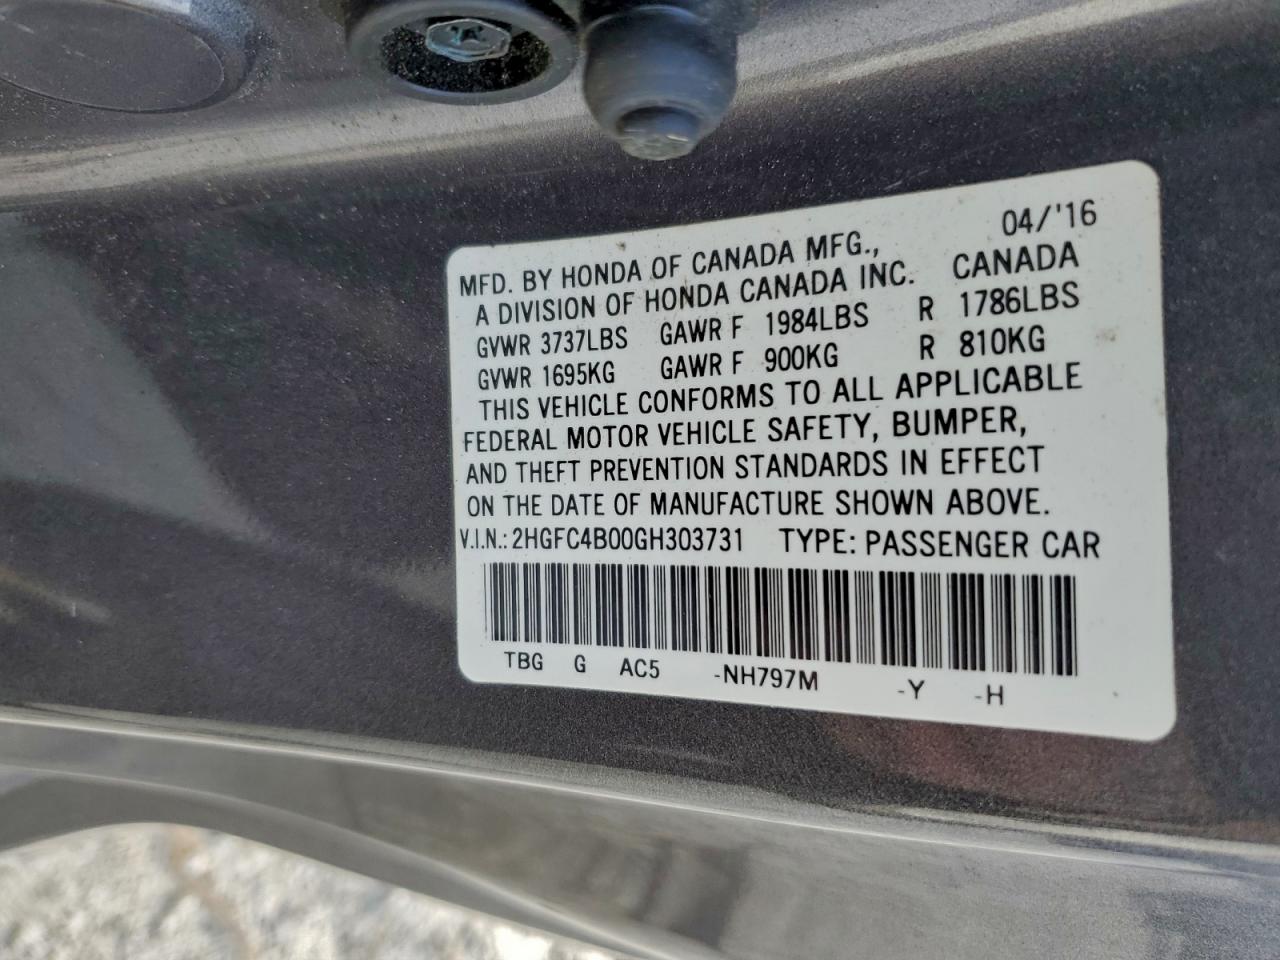 04/'16
MFD. BY HONDA OF CANADA MFG.,
A DIVISION OF HONDA CANADA INC. CANADA
GVWR 3737LBS GAWR F 1984LBS R 1786LBS
GVWR 1695KG GAWR F 900KG R 810KG
THIS VEHICLE CONFORMS TO ALL APPLICABLE
FEDERAL MOTOR VEHICLE SAFETY, BUMPER,
AND THEFT PREVENTION STANDARDS IN EFFECT
ON THE DATE OF MANUFACTURE SHOWN ABOVE.
V.I.N.: 2HGFC4B00GH303731 TYPE: PASSENGER CAR
TBG G AC5 -NH797M -Y -H